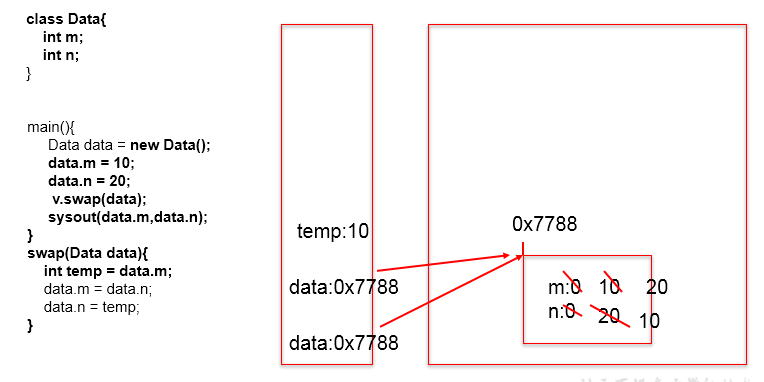 class Data{
int m;
int n;
}
main(){
Data data = new Data();
data.m = 10;
data.n = 20;
v.swap(data);
sysout(data.m,data.n);
}
swap(Data data){
int temp = data.m;
data.m = data.n;
data.n = temp;
}
temp:10
data:0x7788
data:0x7788
0x7788
m:0 10 20
n:0 20 10